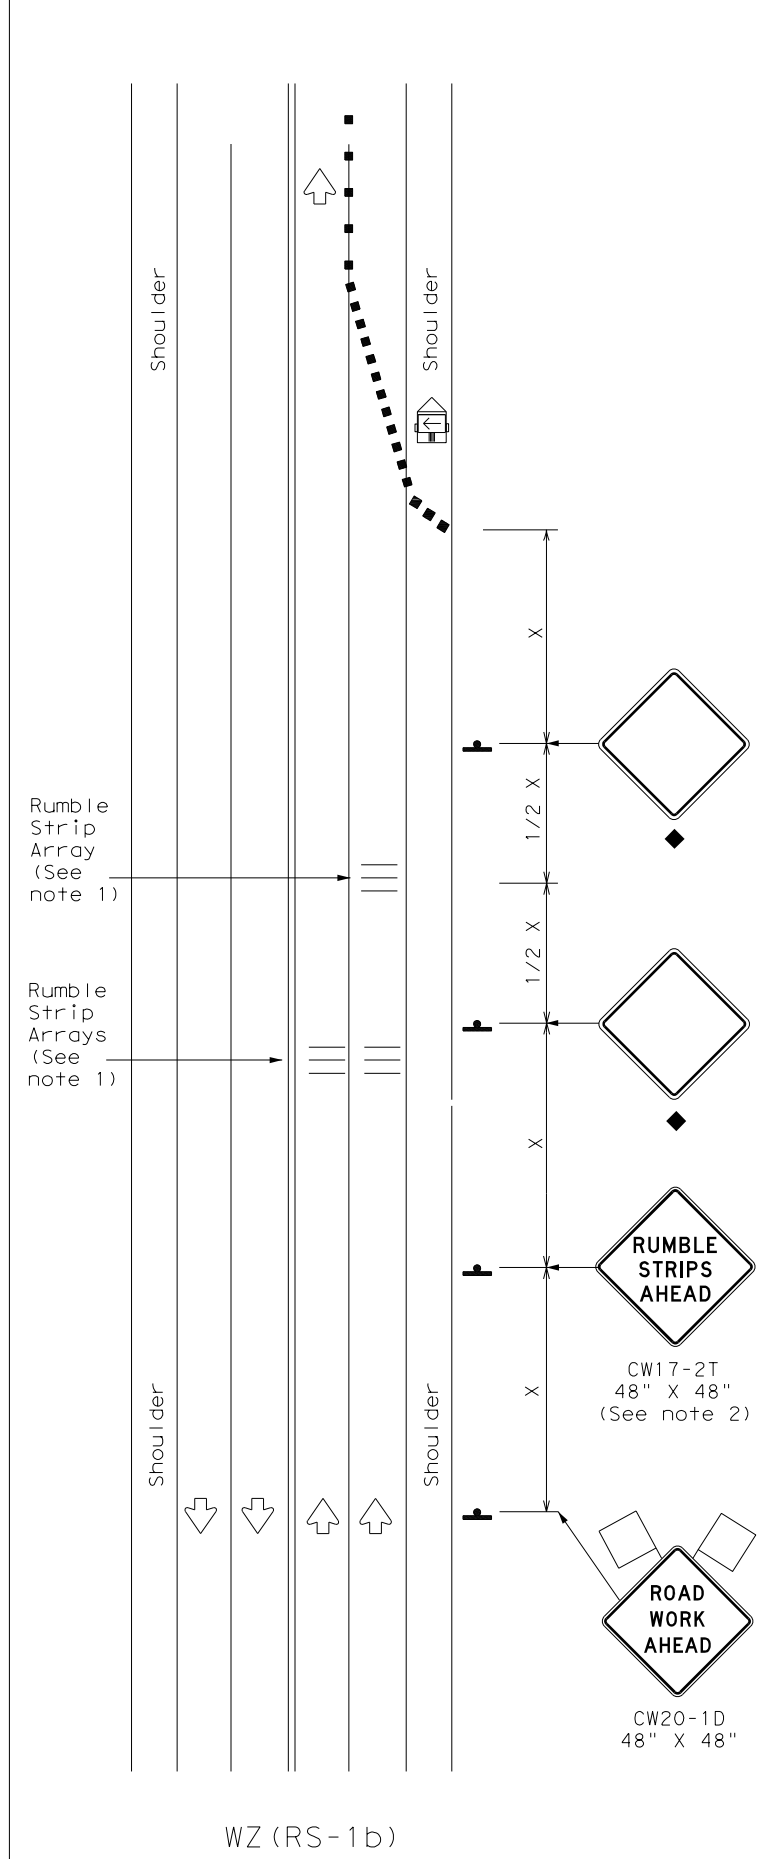 Shoulder
Shoulder
X
1/2 X
Rumble
Strip
Array
(See
note 1)
1/2 X
Rumble
Strip
Arrays
(See
note 1)
X
RUMBLE
STRIPS
AHEAD
CW17-2T
48" X 48"
(See note 2)
X
Shoulder
Shoulder
ROAD
WORK
AHEAD
CW20-1D
48" X 48"
WZ(RS-1b)